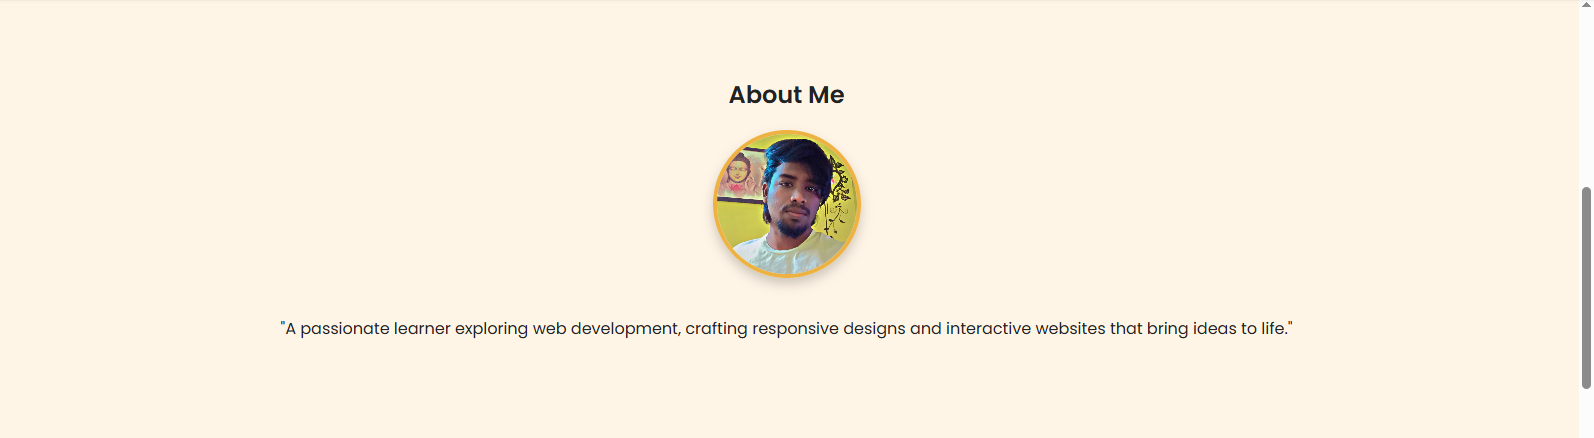 About Me
"A passionate learner exploring web development, crafting responsive designs and interactive websites that bring ideas to life."